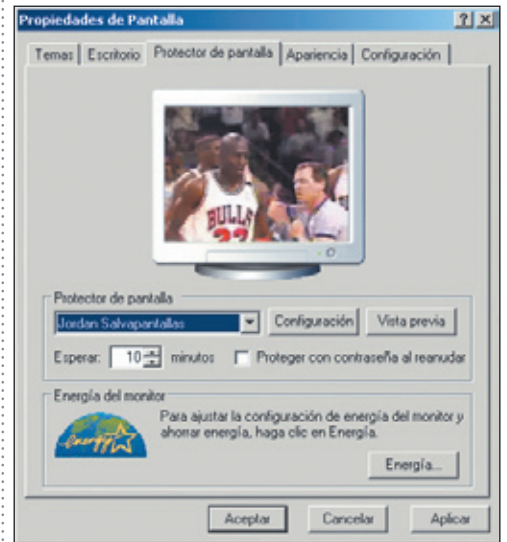 Propiedades de Pantalla
Temas Escritorio Protector de pantalla Apariencia Configuración
BULLS
23
Protector de pantalla
Jordan Salvapantallas Configuración Vista previa
Esperar: 10 minutos Proteger con contraseña al reanudar
Energía del monitor
Para ajustar la configuración de energía del monitor y
ahorrar energía, haga clic en Energía.
energy
Energía...
Aceptar Cancelar Aplicar